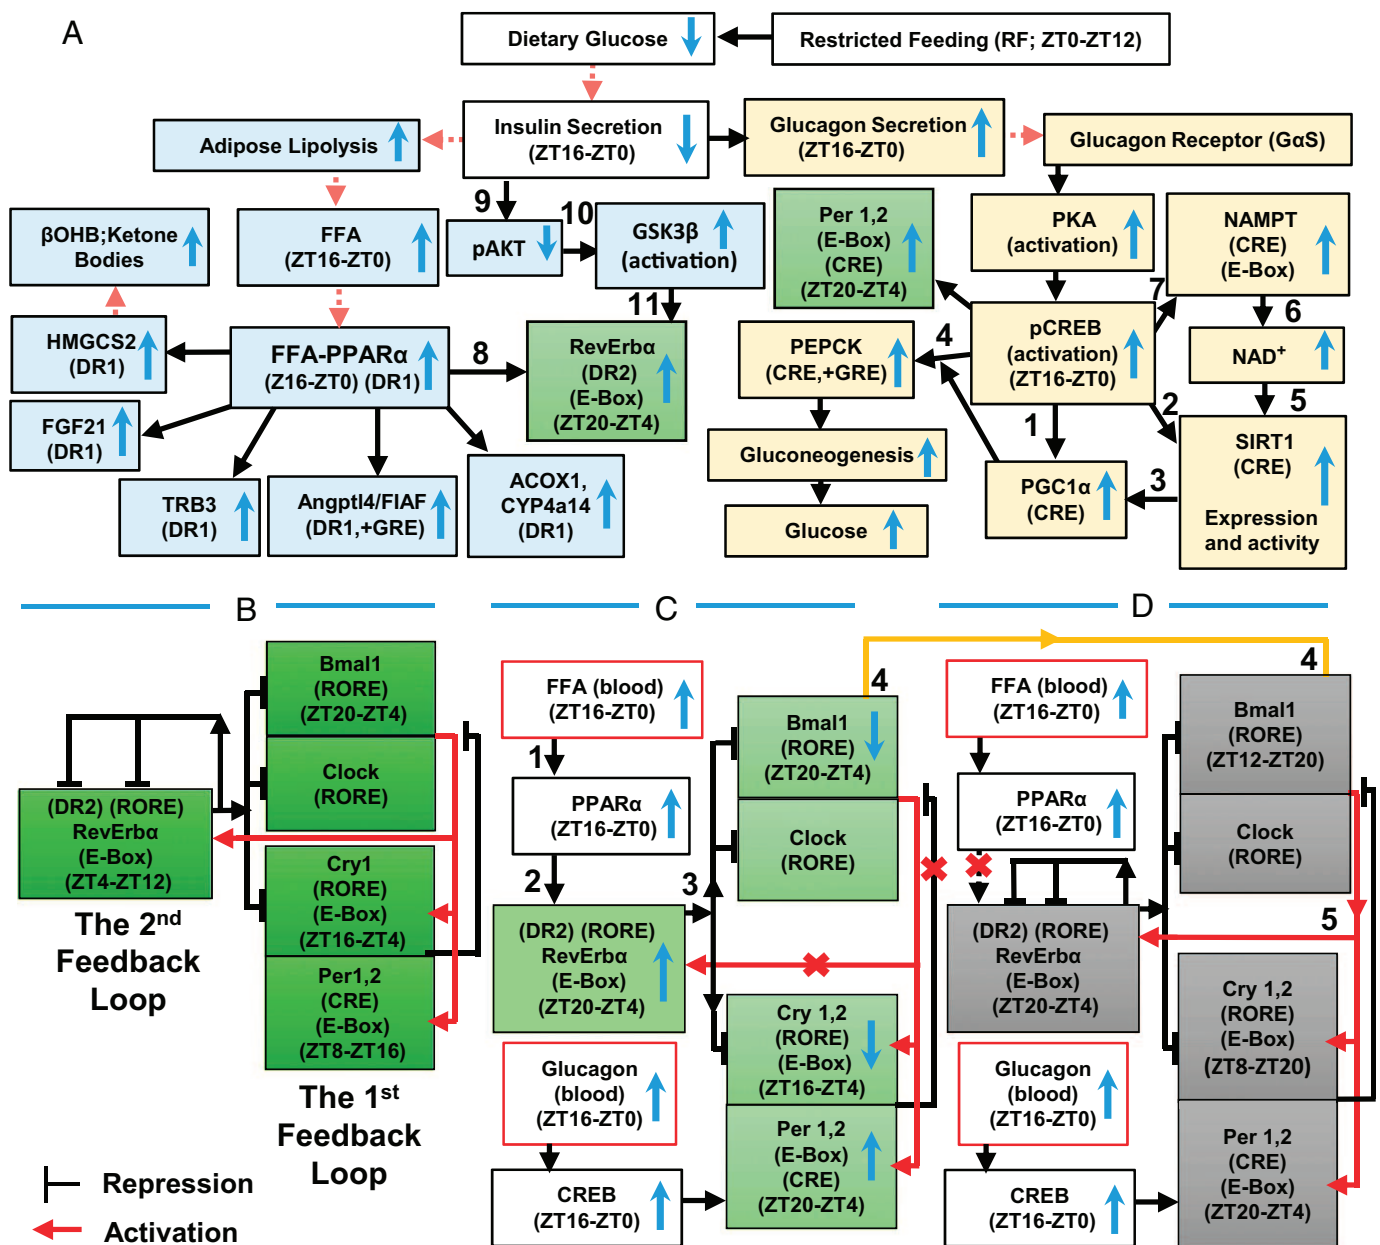 A
Dietary Glucose
Restricted Feeding (RF; ZT0-ZT12)
Adipose Lipolysis
Insulin Secretion
(ZT16-ZT0)
Glucagon Secretion
(ZT16-ZT0)
Glucagon Receptor (GαS)
9
10
11
βOHB;Ketone
Bodies
FFA
(ZT16-ZT0)
pAKT
GSK3β
(activation)
Per 1,2
(E-Box)
(CRE)
(ZT20-ZT4)
PKA
(activation)
NAMPT
(CRE)
(E-Box)
7
6
HMGCS2
(DR1)
FFA-PPARα
(Z16-ZT0) (DR1)
8
RevErbα
(DR2)
(E-Box)
(ZT20-ZT4)
PEPCK
(CRE,+GRE)
4
pCREB
(activation)
(ZT16-ZT0)
NAD+
5
2
1
3
FGF21
(DR1)
TRB3
(DR1)
Angptl4/FIAF
(DR1,+GRE)
ACOX1,
CYP4a14
(DR1)
Gluconeogenesis
Glucose
PGC1α
(CRE)
SIRT1
(CRE)
Expression
and activity
B
Bmal1
(RORE)
(ZT20-ZT4)
Clock
(RORE)
(DR2) (RORE)
RevErbα
(E-Box)
(ZT4-ZT12)
Cry1
(RORE)
(E-Box)
(ZT16-ZT4)
Per1,2
(CRE)
(E-Box)
(ZT8-ZT16)
The 2nd
Feedback
Loop
The 1st
Feedback
Loop
Repression
Activation
C
FFA (blood)
(ZT16-ZT0)
1
PPARα
(ZT16-ZT0)
2
3
4
Bmal1
(RORE)
(ZT20-ZT4)
Clock
(RORE)
(DR2) (RORE)
RevErbα
(E-Box)
(ZT20-ZT4)
Cry 1,2
(RORE)
(E-Box)
(ZT16-ZT4)
Glucagon
(blood)
(ZT16-ZT0)
Per 1,2
(E-Box)
(CRE)
(ZT20-ZT4)
CREB
(ZT16-ZT0)
D
FFA (blood)
(ZT16-ZT0)
4
PPARα
(ZT16-ZT0)
Bmal1
(RORE)
(ZT12-ZT20)
Clock
(RORE)
5
(DR2) (RORE)
RevErbα
(E-Box)
(ZT20-ZT4)
Cry 1,2
(RORE)
(E-Box)
(ZT8-ZT20)
Glucagon
(blood)
(ZT16-ZT0)
Per 1,2
(CRE)
(E-Box)
(ZT20-ZT4)
CREB
(ZT16-ZT0)